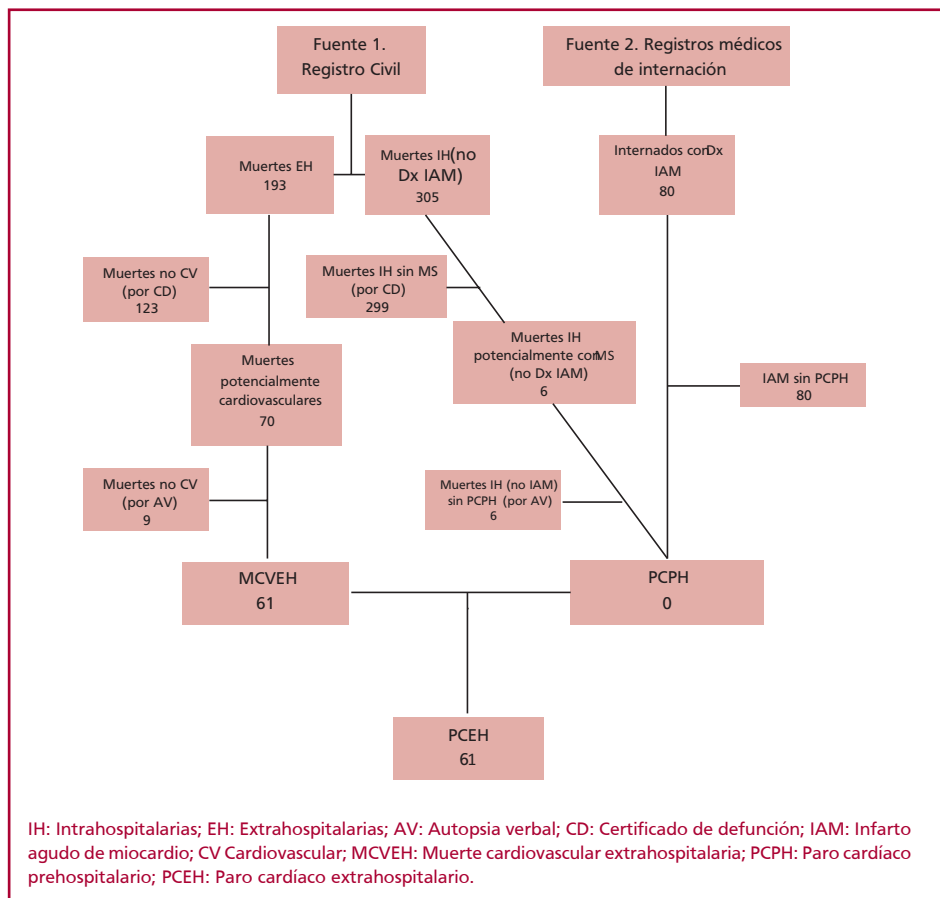 Fuente 1.
Registro Civil
Fuente 2. Registros médicos
de internación
Muertes EH
193
Muertes IH(no
Dx IAM)
305
Internados conDx
IAM
80
Muertes no CV
(por CD)
123
Muertes IH sin MS
(por CD)
299
Muertes
potencialmente
cardiovasculares
70
Muertes IH
potencialmente conMS
(no Dx IAM)
6
IAM sin PCPH
80
Muertes no CV
(por AV)
9
Muertes IH (no IAM)
sin PCPH (por AV)
6
MCVEH
61
PCPH
0
PCEH
61
IH: Intrahospitalarias; EH: Extrahospitalarias; AV: Autopsia verbal; CD: Certificado de defunción; IAM: Infarto
agudo de miocardio; CV Cardiovascular; MCVEH: Muerte cardiovascular extrahospitalaria; PCPH: Paro cardíaco
prehospitalario; PCEH: Paro cardíaco extrahospitalario.